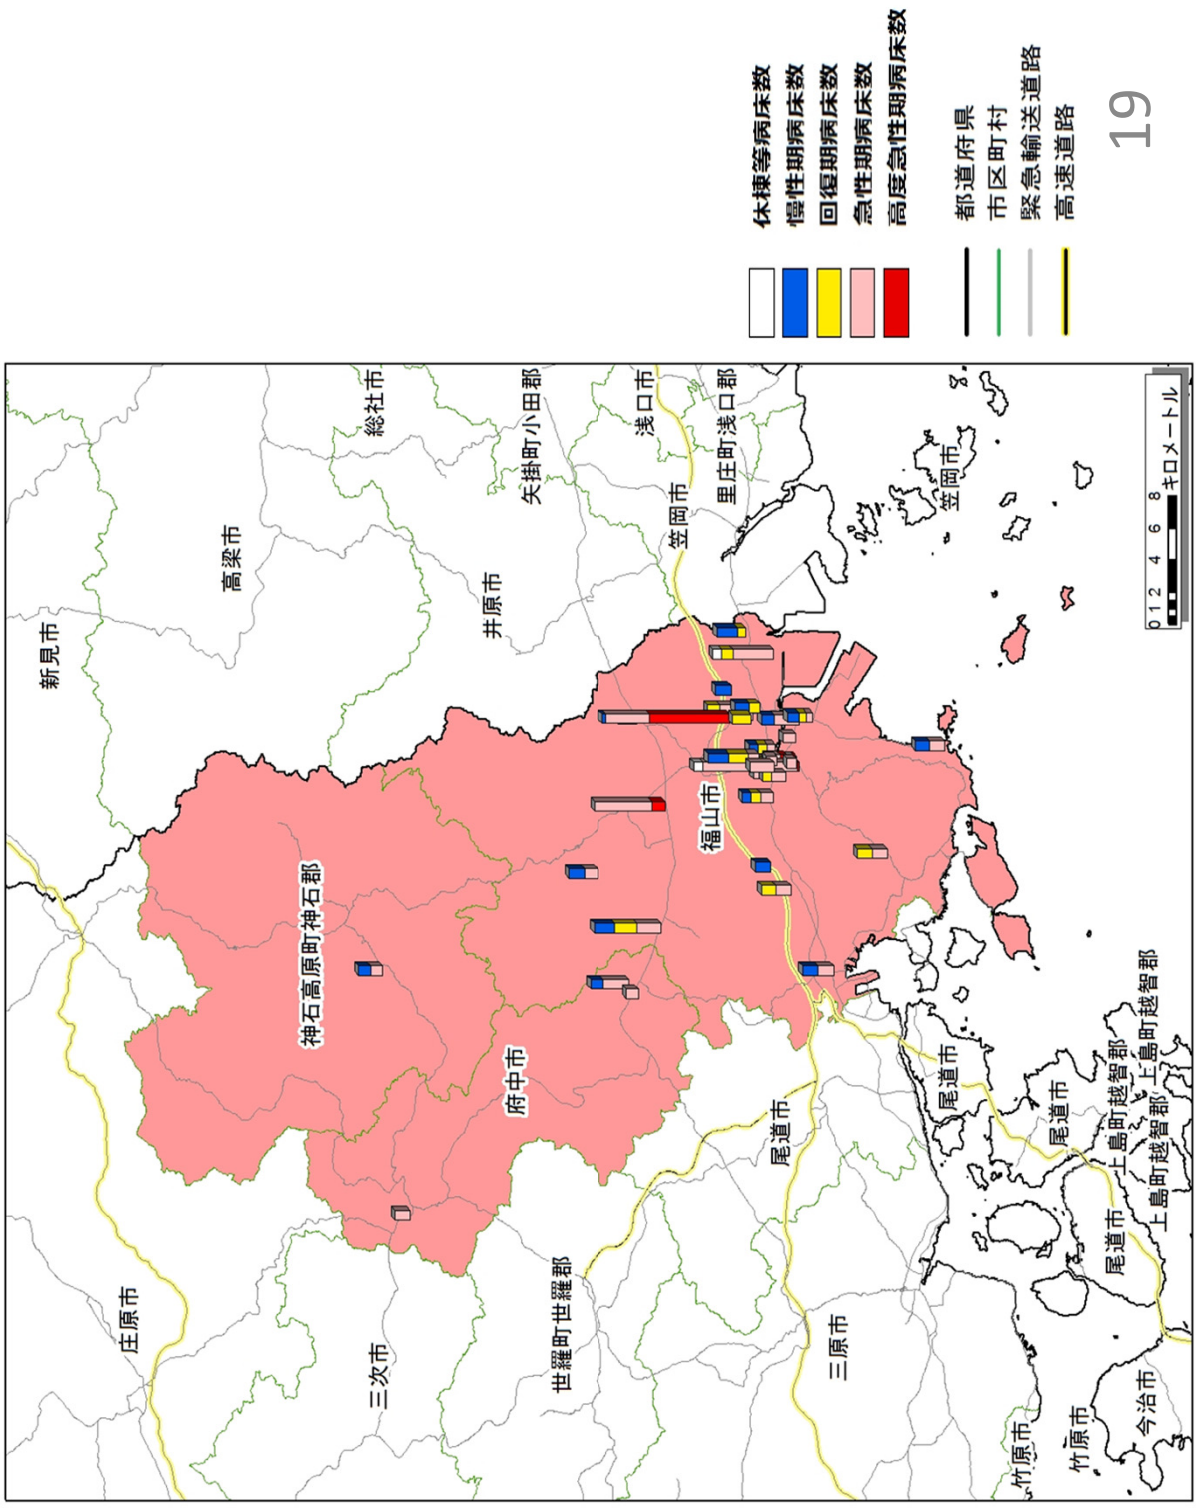 休棟等病床数
慢性期病床数
回復期病床数
急性期病床数
高度急性期病床数
都道府県
市区町村
緊急輸送道路
高速道路
19
新見市
高梁市
総社市
井原市
矢掛町小田郡
浅口市
笠岡市
里庄町浅口郡
笠岡市
0 1 2 4 6 8
キロメートル
神石高原町神石郡
府中市
福山市
庄原市
三次市
世羅町世羅郡
尾道市
三原市
尾道市
尾道市
尾道市
上島町越智郡
上島町越智郡
上島町越智郡
竹原市
竹原市
今治市